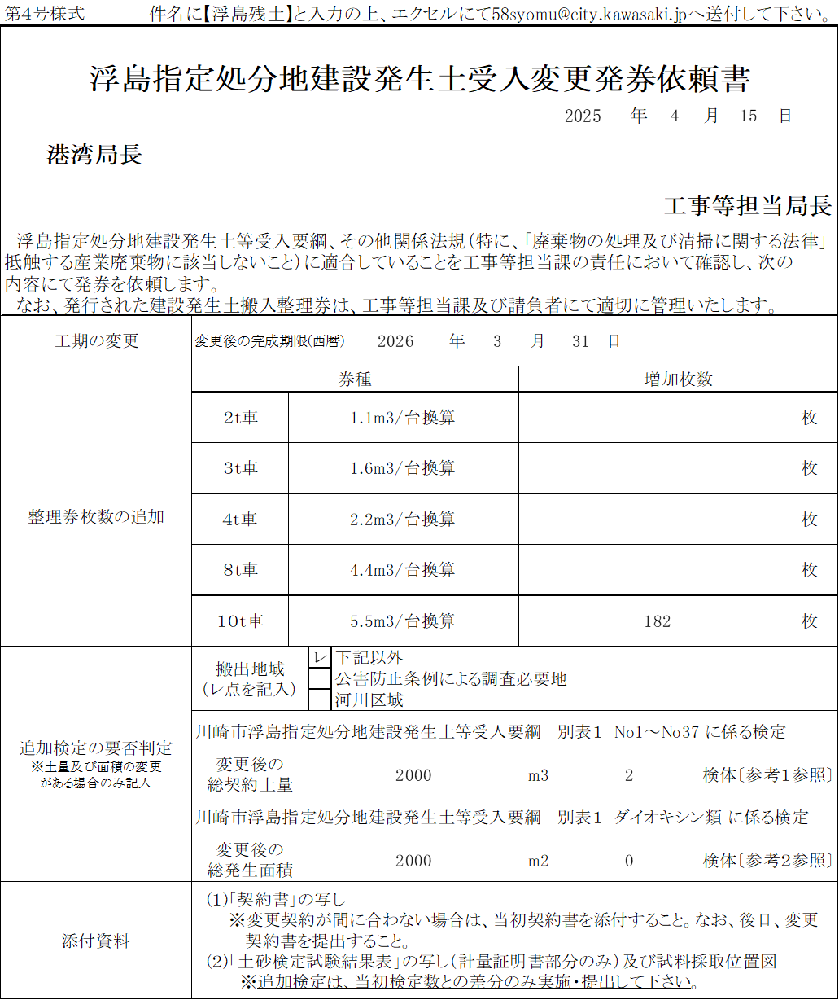 第4号様式　件名に【浮島残土】と入力の上、エクセルにて58syomu@city.kawasaki.jpへ送付して下さい。
浮島指定処分地建設発生土受入変更発券依頼書
2025 年 4 月 15 日
港湾局長
工事等担当局長
浮島指定処分地建設発生土等受入要綱、その他関係法規(特に、「廃棄物の処理及び清掃に関する法律」
抵触する産業廃棄物に該当しないこと)に適合していることを工事等担当課の責任において確認し、次の
内容にて発券を依頼します。
なお、発行された建設発生土搬入整理券は、工事等担当課及び請負者にて適切に管理いたします。
工期の変更 変更後の完成期限(西暦) 2026 年 3 月 31 日
券種 増加枚数
2t車 1.1m3/台換算 枚
3t車 1.6m3/台換算 枚
整理券枚数の追加 4t車 2.2m3/台換算 枚
8t車 4.4m3/台換算 枚
10t車 5.5m3/台換算 182 枚
搬出地域
(レ点を記入)
レ 下記以外
公害防止条例による調査必要地
河川区域
追加検定の要否判定
※土量及び面積の変更
がある場合のみ記入
川崎市浮島指定処分地建設発生土等受入要綱　別表1　No1～No37 に係る検定
変更後の
総契約土量 2000 m3 2 検体〔参考1参照〕
川崎市浮島指定処分地建設発生土等受入要綱　別表1　ダイオキシン類 に係る検定
変更後の
総発生面積 2000 m2 0 検体〔参考2参照〕
添付資料
(1)「契約書」の写し
※変更契約が間に合わない場合は、当初契約書を添付すること。なお、後日、変更
契約書を提出すること。
(2)「土砂検定試験結果表」の写し(計量証明書部分のみ)及び試料採取位置図
※追加検定は、当初検定数との差分のみ実施・提出して下さい。